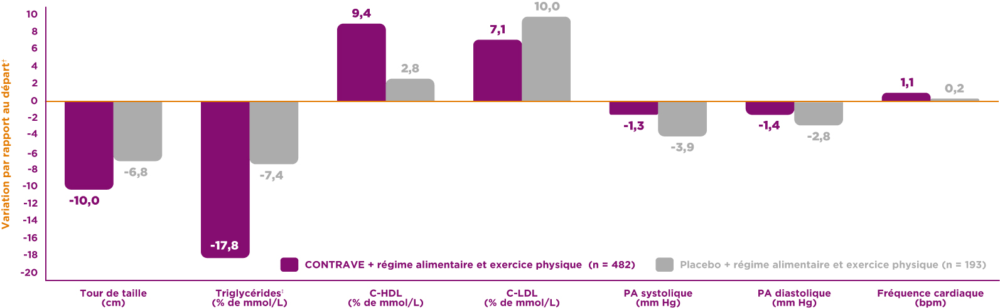 Variation par rapport au départ†
10
8
6
4
2
0
-2
-4
-6
-8
-10
-12
-14
-16
-18
-20
-10,0
-6,8
-17,8
-7,4
9,4
2,8
7,1
10,0
-1,3
-3,9
-1,4
-2,8
1,1
0,2
CONTRAVE + régime alimentaire et exercice physique (n = 482)
Placebo + régime alimentaire et exercice physique (n = 193)
Tour de taille
(cm)
Triglycérides‡
(% de mmol/L)
C-HDL
(% de mmol/L)
C-LDL
(% de mmol/L)
PA systolique
(mm Hg)
PA diastolique
(mm Hg)
Fréquence cardiaque
(bpm)